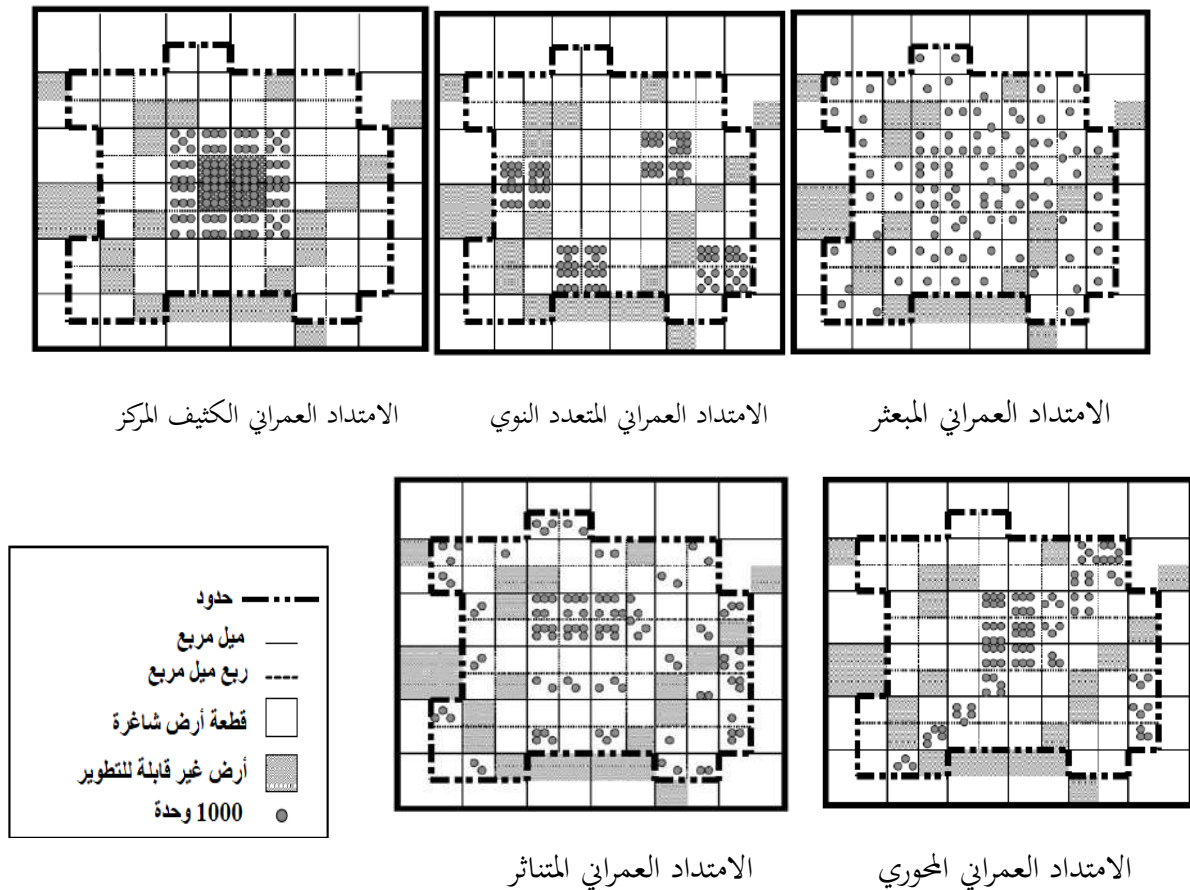 الامتداد العمراني المبعثر
الامتداد العمراني المتعدد النوي
الامتداد العمراني الكثيف المركز
حدود
ميل مربع
ربع ميل مربع
قطعة أرض شاغرة
أرض غير قابلة للتطوير
1000 وحدة
الامتداد العمراني المحوري
الامتداد العمراني المتناثر